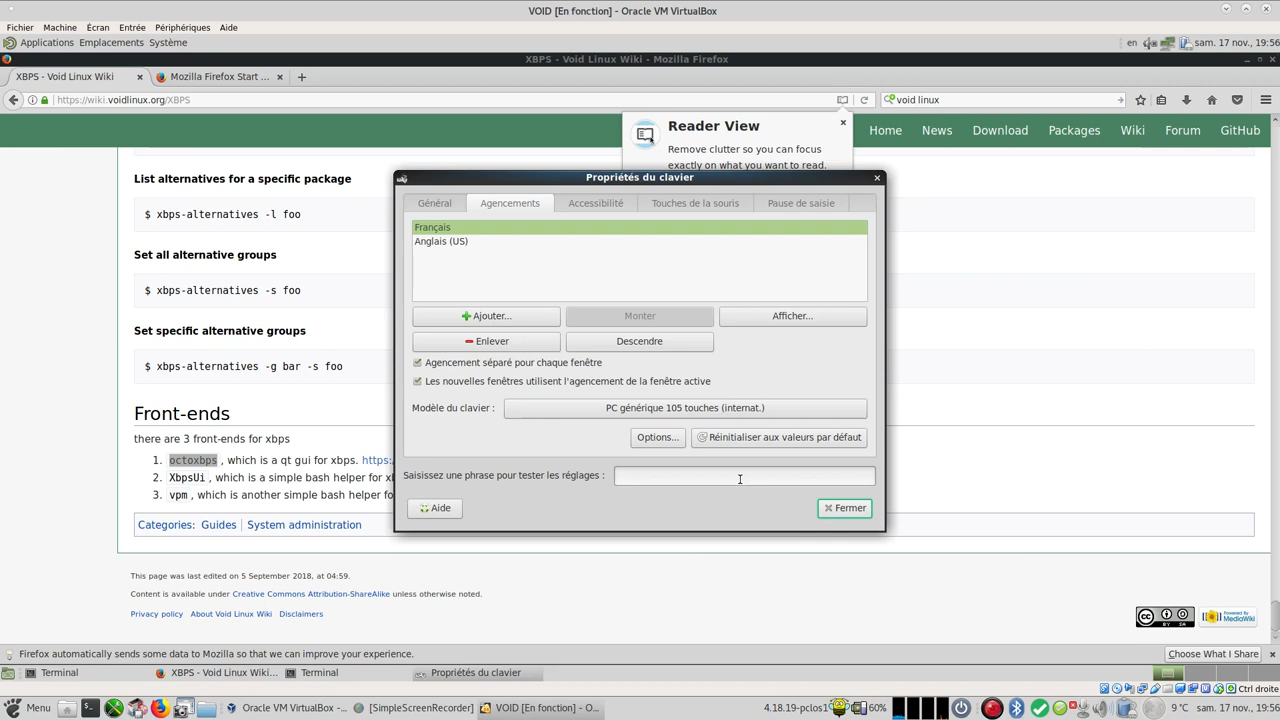 VOID [En fonction] - Oracle VM VirtualBox
Fichier Machine Écran Entrée Périphériques Aide
Applications Emplacements Système en sam. 17 nov., 19:56
XBPS - Void Linux Wiki - Mozilla Firefox
XBPS - Void Linux Wiki × Mozilla Firefox Start ... × +
https://wiki.voidlinux.org/XBPS void linux
Home News Download Packages Wiki Forum GitHub
Reader View
Remove clutter so you can focus
exactly on what you want to read.
List alternatives for a specific package
$ xbps-alternatives -l foo
Set all alternative groups
$ xbps-alternatives -s foo
Set specific alternative groups
$ xbps-alternatives -g bar -s foo
Front-ends
there are 3 front-ends for xbps
1. octoxbps , which is a qt gui for xbps. https:
2. XbpsUi , which is a simple bash helper for
3. vpm , which is another simple bash helper for
Categories: Guides System administration
This page was last edited on 5 September 2018, at 04:59.
Content is available under Creative Commons Attribution-ShareAlike unless otherwise noted.
Privacy policy About Void Linux Wiki Disclaimers
Powered By MediaWiki
Propriétés du clavier
Général Agencements Accessibilité Touches de la souris Pause de saisie
Français
Anglais (US)
Ajouter... Monter Afficher...
Enlever Descendre
Agencement séparé pour chaque fenêtre
Les nouvelles fenêtres utilisent l'agencement de la fenêtre active
Modèle du clavier : PC générique 105 touches (internat.)
Options... Réinitialiser aux valeurs par défaut
Saisissez une phrase pour tester les réglages :
Aide Fermer
Firefox automatically sends some data to Mozilla so that we can improve your experience. Choose What I Share
Terminal XBPS - Void Linux Wiki... Terminal Propriétés du clavier
Ctrl droite
Menu Oracle VM VirtualBox -... [SimpleScreenRecorder] VOID [En fonction] - O... 4.18.19-pclos1 60% 9 °C sam. 17 nov., 19:56